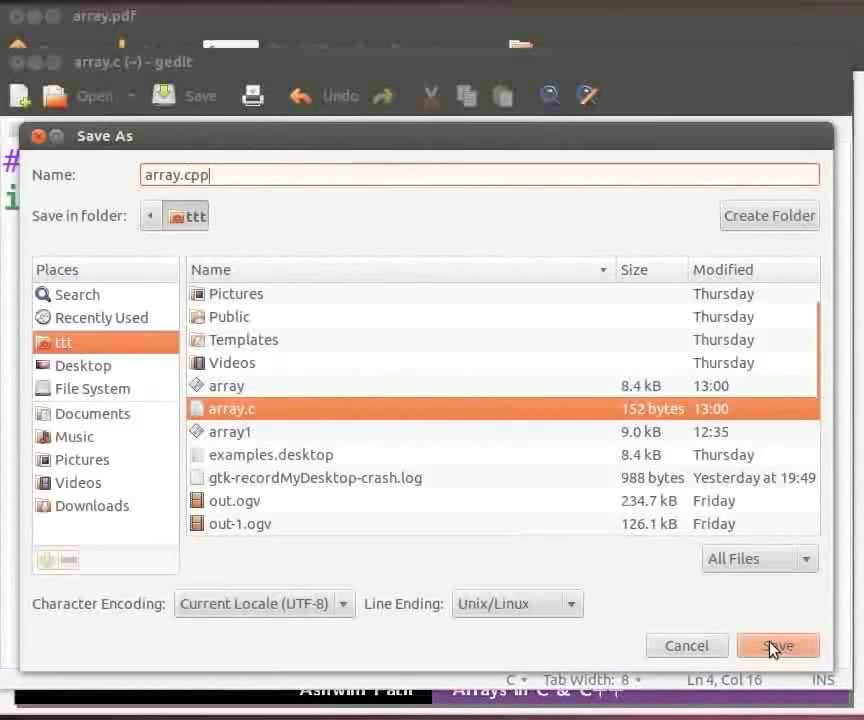 array.pdf
array.c (~) - gedit
Open Save Undo
Save As
#
i
Name: array.cpp
Save in folder: ttt Create Folder
Places Name Size Modified
Search Pictures Thursday
Recently Used Public Thursday
ttt Templates Thursday
Desktop Videos Thursday
File System array 8.4 kB 13:00
Documents array.c 152 bytes 13:00
Music array1 9.0 kB 12:35
Pictures examples.desktop 8.4 kB Thursday
Videos gtk-recordMyDesktop-crash.log 988 bytes Yesterday at 19:49
Downloads out.ogv 234.7 kB Friday
out-1.ogv 126.1 kB Friday
All Files
Character Encoding: Current Locale (UTF-8) Line Ending: Unix/Linux
Cancel Save
C Tab Width: 8 Ln 4, Col 16 INS
Arrays in C & C++